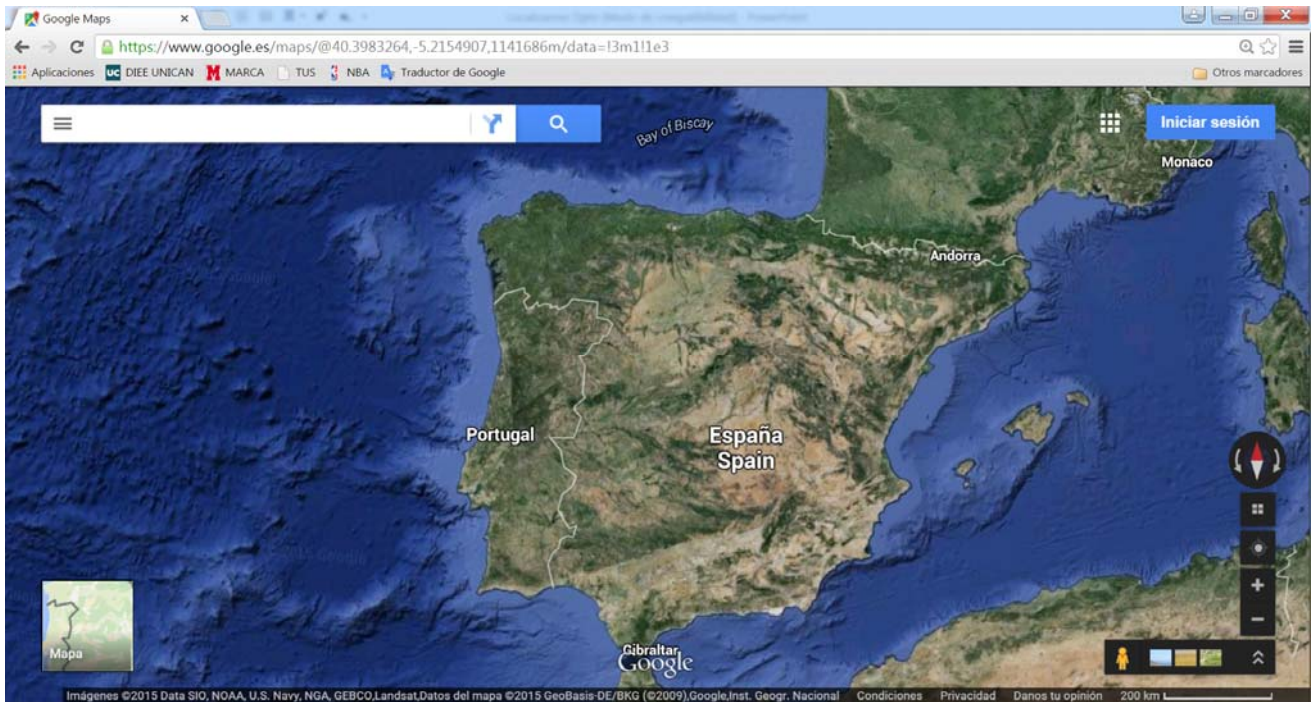 Google Maps
https://www.google.es/maps/@40.3983264,-5.2154907,1141686m/data=!3m1!1e3
Aplicaciones UC DIEE UNICAN M MARCA TUS NBA Traductor de Google Otros marcadores
Bay of Biscay
Iniciar sesión
Monaco
Andorra
Portugal
España
Spain
Mapa
Gibraltar
Google
Imágenes ©2015 Data SIO, NOAA, U.S. Navy, NGA, GEBCO,Landsat,Datos del mapa ©2015 GeoBasis-DE/BKG (©2009),Google,Inst. Geogr. Nacional Condiciones Privacidad Danos tu opinión 200 km